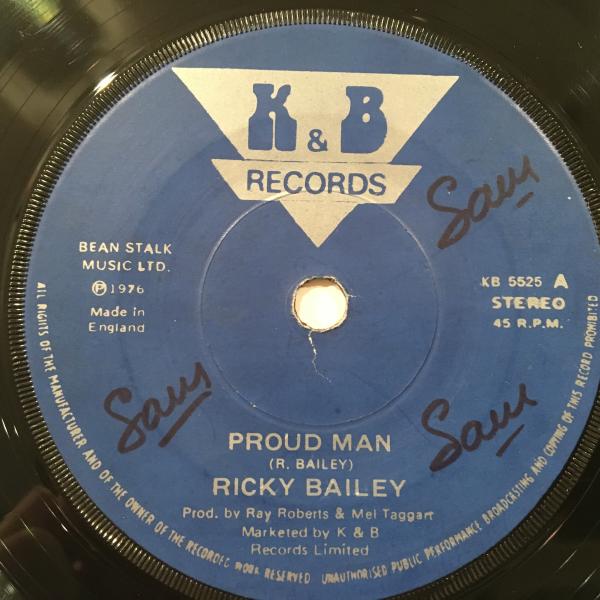 K & B
RECORDS
BEAN STALK
MUSIC LTD.
℗ 1976
Made in
England
KB 5525 A
STEREO
45 R.P.M.
Sam
Sam
Sam
PROUD MAN
(R. BAILEY)
RICKY BAILEY
Prod. by Ray Roberts & Mel Taggart
Marketed by K & B
Records Limited
ALL RIGHTS OF THE MANUFACTURER AND OF THE OWNER OF THE RECORDED WORK RESERVED UNAUTHORISED PUBLIC PERFORMANCE, BROADCASTING AND COPYING OF THIS RECORD PROHIBITED